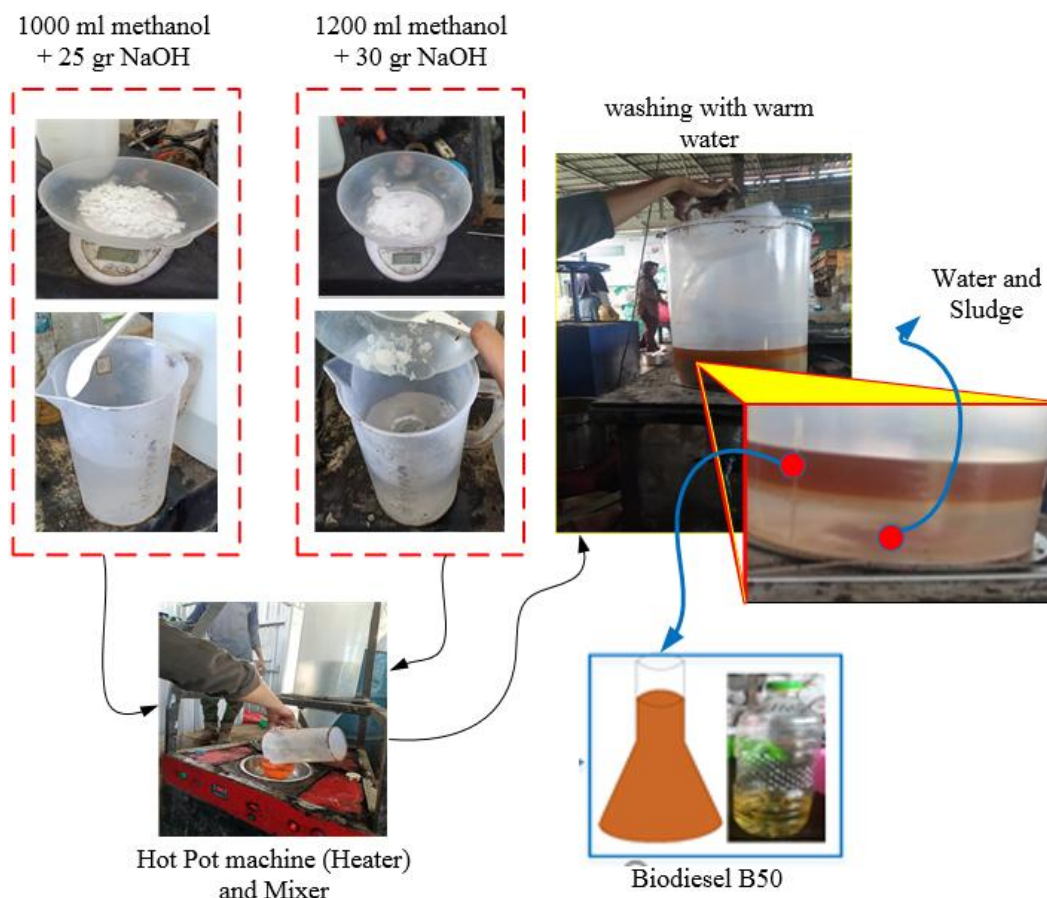 1000 ml methanol
+ 25 gr NaOH
1200 ml methanol
+ 30 gr NaOH
washing with warm
water
Water and
Sludge
Hot Pot machine (Heater)
and Mixer
Biodiesel B50